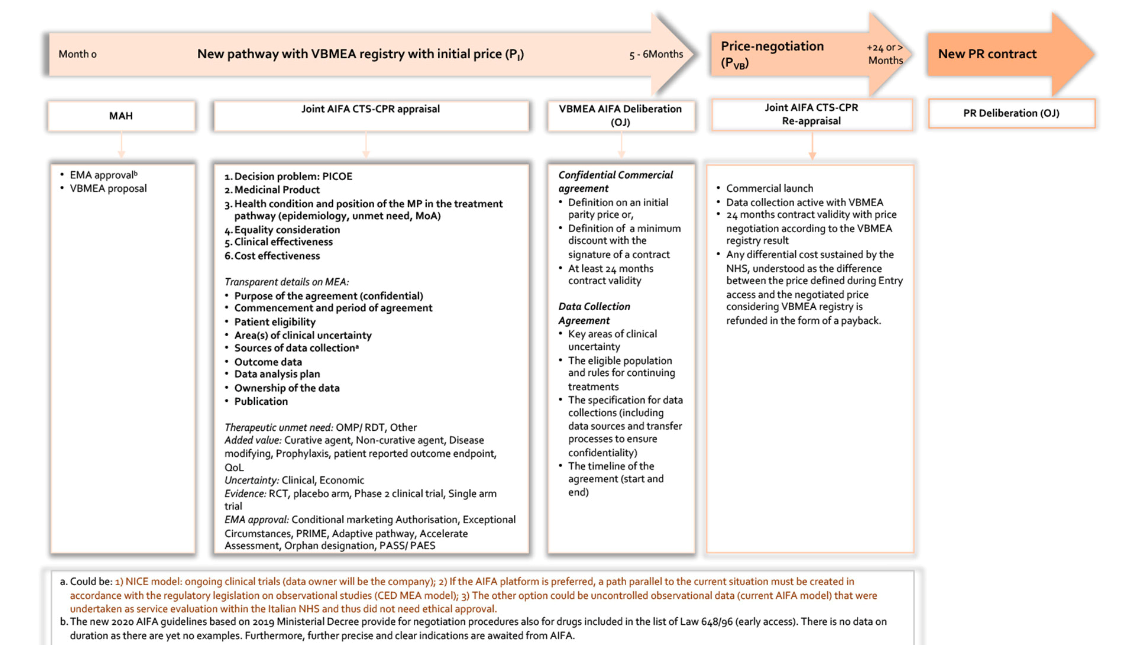 Month 0
New pathway with VBMEA registry with initial price (PI)
5 - 6Months
Price-negotiation
(PVB)
+24 or >
Months
New PR contract
MAH
Joint AIFA CTS-CPR appraisal
VBMEA AIFA Deliberation
(OJ)
Joint AIFA CTS-CPR
Re-appraisal
PR Deliberation (OJ)
• EMA approvalb
• VBMEA proposal
1. Decision problem: PICOE
2. Medicinal Product
3. Health condition and position of the MP in the treatment
pathway (epidemiology, unmet need, MoA)
4. Equality consideration
5. Clinical effectiveness
6. Cost effectiveness
Transparent details on MEA:
• Purpose of the agreement (confidential)
• Commencement and period of agreement
• Patient eligibility
• Area(s) of clinical uncertainty
• Sources of data collectiona
• Outcome data
• Data analysis plan
• Ownership of the data
• Publication
Therapeutic unmet need: OMP/ RDT, Other
Added value: Curative agent, Non-curative agent, Disease
modifying, Prophylaxis, patient reported outcome endpoint,
QoL
Uncertainty: Clinical, Economic
Evidence: RCT, placebo arm, Phase 2 clinical trial, Single arm
trial
EMA approval: Conditional marketing Authorisation, Exceptional
Circumstances, PRIME, Adaptive pathway, Accelerate
Assessment, Orphan designation, PASS/ PAES
Confidential Commercial
agreement
• Definition on an initial
parity price or,
• Definition of a minimum
discount with the
signature of a contract
• At least 24 months
contract validity
Data Collection
Agreement
• Key areas of clinical
uncertainty
• The eligible population
and rules for continuing
treatments
• The specification for data
collections (including
data sources and transfer
processes to ensure
confidentiality)
• The timeline of the
agreement (start and
end)
• Commercial launch
• Data collection active with VBMEA
• 24 months contract validity with price
negotiation according to the VBMEA
registry result
• Any differential cost sustained by the
NHS, understood as the difference
between the price defined during Entry
access and the negotiated price
considering VBMEA registry is
refunded in the form of a payback.
a. Could be: 1) NICE model: ongoing clinical trials (data owner will be the company); 2) If the AIFA platform is preferred, a path parallel to the current situation must be created in
accordance with the regulatory legislation on observational studies (CED MEA model); 3) The other option could be uncontrolled observational data (current AIFA model) that were
undertaken as service evaluation within the Italian NHS and thus did not need ethical approval.
b. The new 2020 AIFA guidelines based on 2019 Ministerial Decree provide for negotiation procedures also for drugs included in the list of Law 648/96 (early access). There is no data on
duration as there are yet no examples. Furthermore, further precise and clear indications are awaited from AIFA.